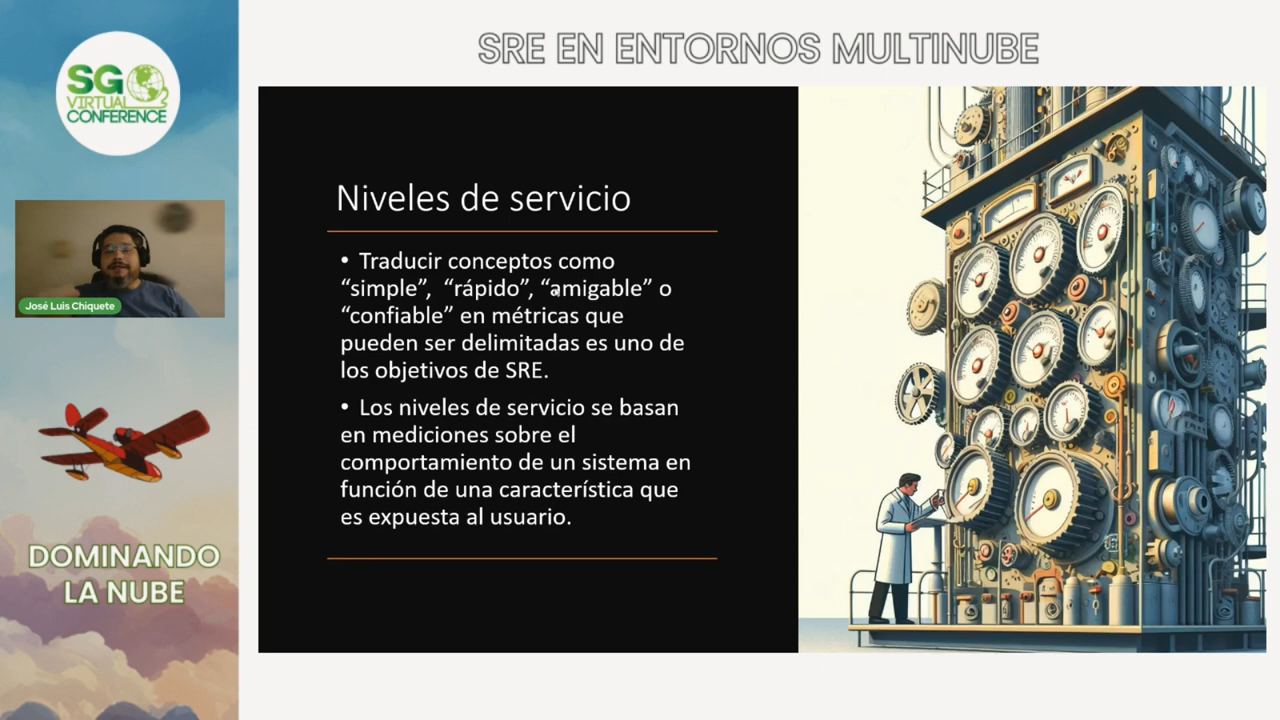 SG
VIRTUAL
CONFERENCE
José Luis Chiquete
DOMINANDO
LA NUBE
SRE EN ENTORNOS MULTINUBE
Niveles de servicio
• Traducir conceptos como
“simple”, “rápido”, “amigable” o
“confiable” en métricas que
pueden ser delimitadas es uno de
los objetivos de SRE.
• Los niveles de servicio se basan
en mediciones sobre el
comportamiento de un sistema en
función de una característica que
es expuesta al usuario.